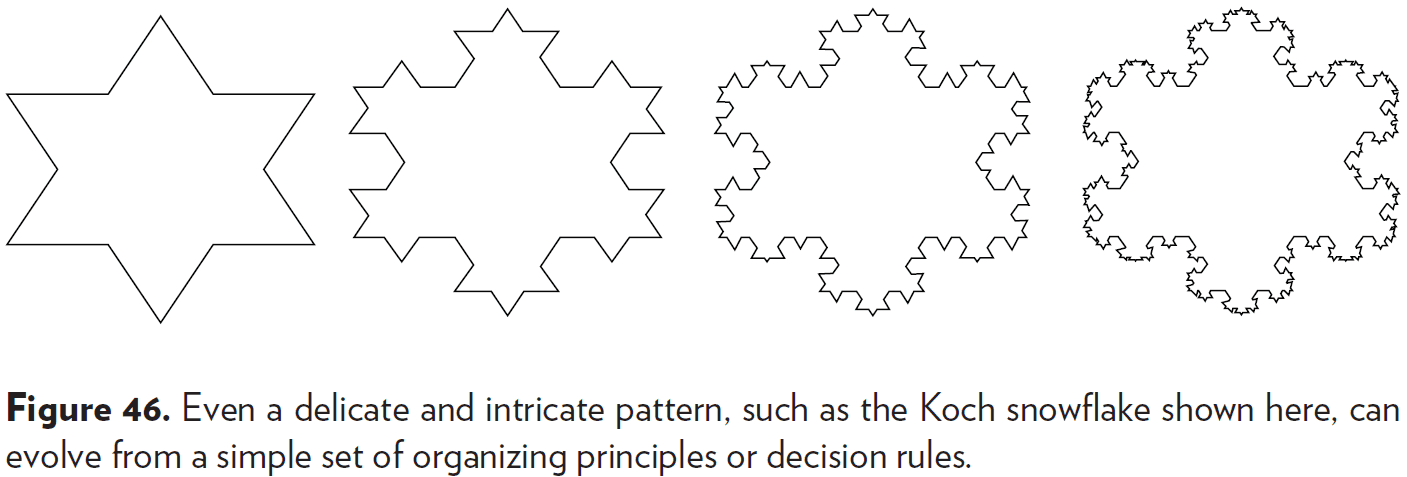 Figure 46. Even a delicate and intricate pattern, such as the Koch snowflake shown here, can
evolve from a simple set of organizing principles or decision rules.